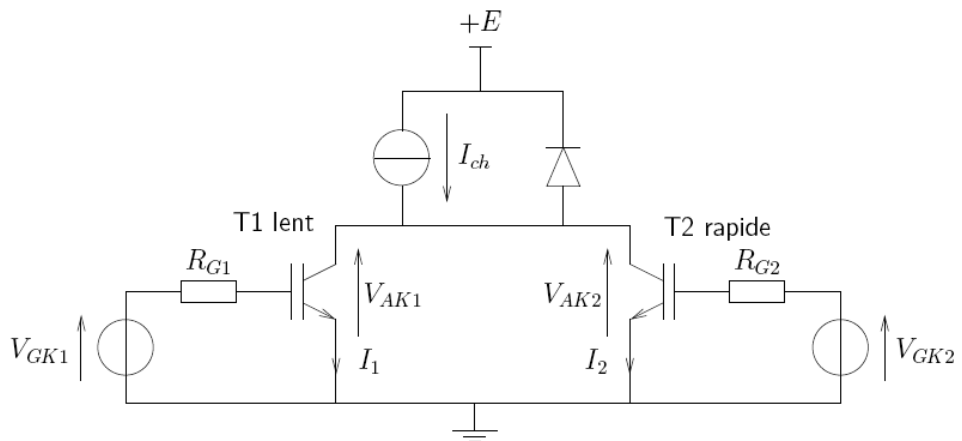 +E
I_ch
T1 lent
T2 rapide
R_G1
R_G2
V_AK1
V_AK2
V_GK1
I_1
I_2
V_GK2